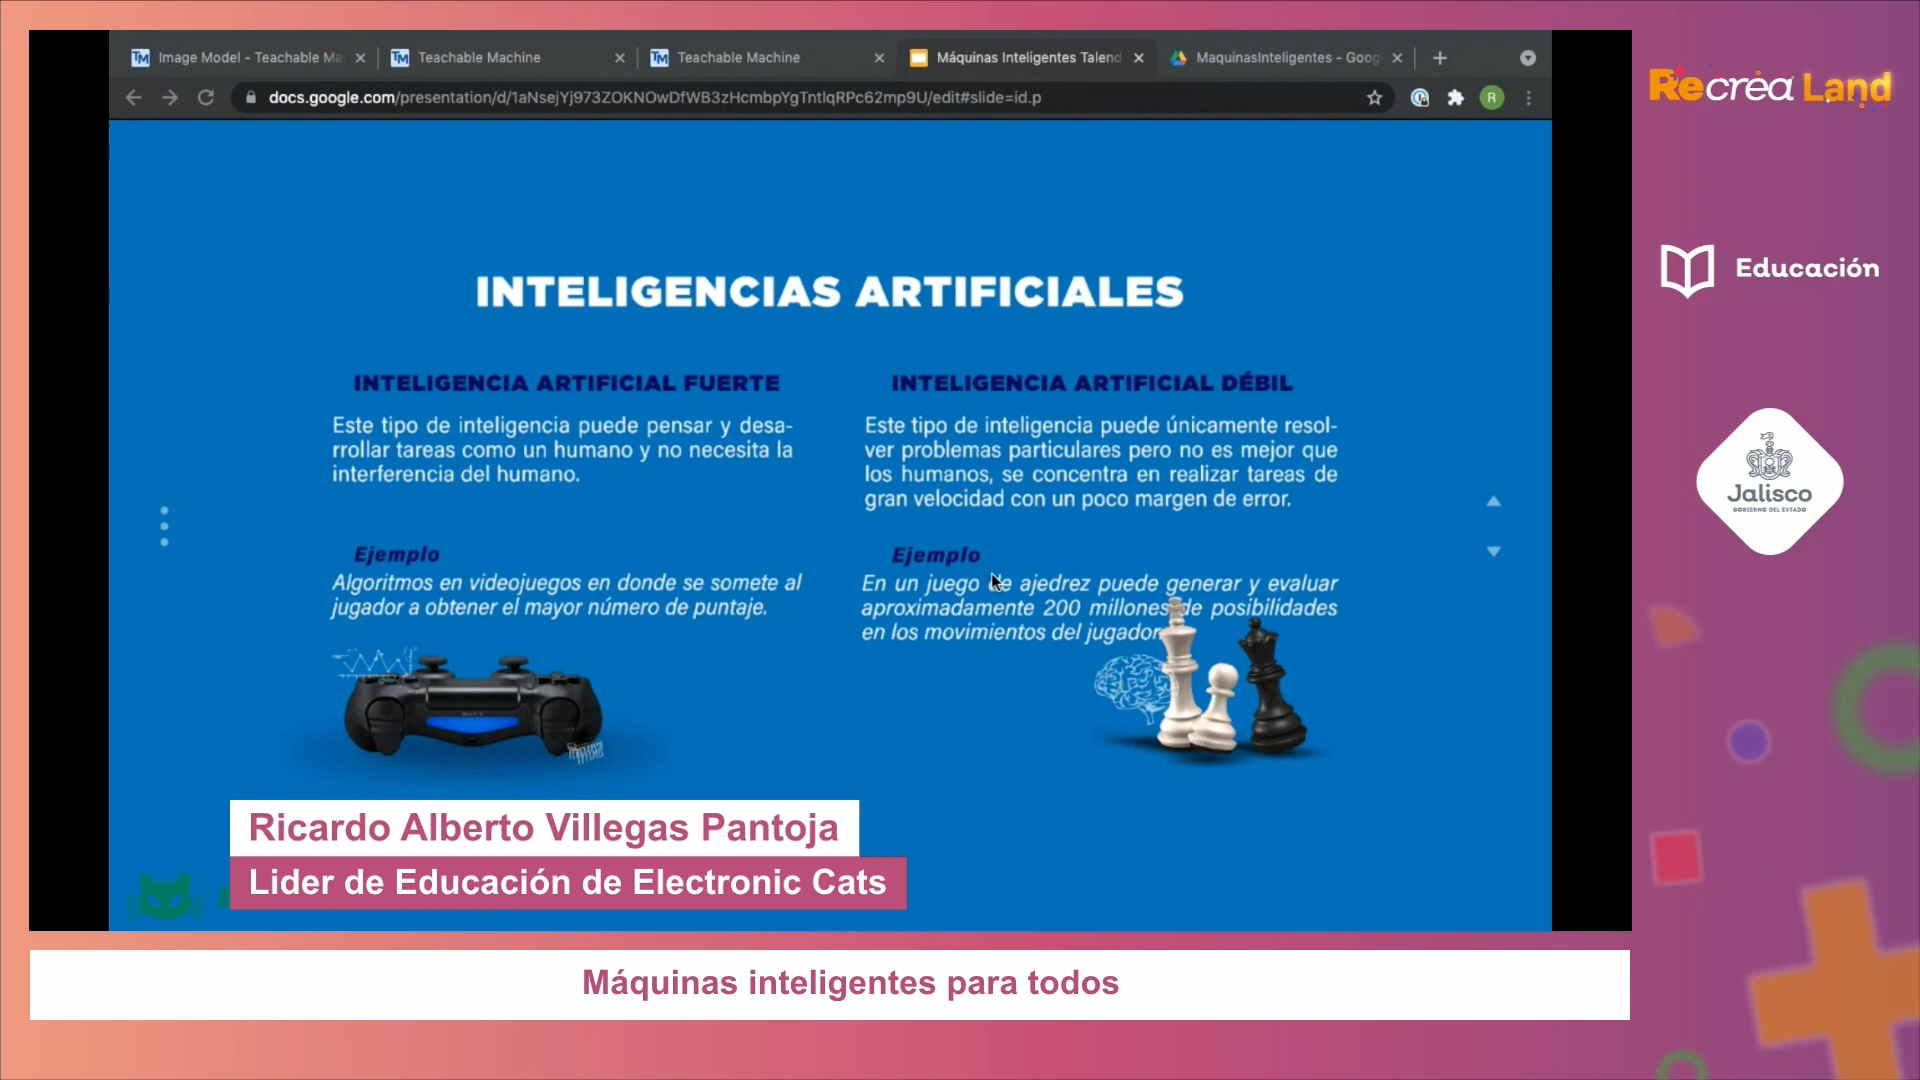 Image Model - Teachable Ma
Teachable Machine
Teachable Machine
Máquinas Inteligentes Talend
MaquinasInteligentes - Goog
docs.google.com/presentation/d/1aNsejYj973ZOKNOwDfWB3zHcmbpYgTntlqRPc62mp9U/edit#slide=id.p
R
Recrea Land
Educación
Jalisco
GOBIERNO DEL ESTADO
INTELIGENCIAS ARTIFICIALES
INTELIGENCIA ARTIFICIAL FUERTE
Este tipo de inteligencia puede pensar y desa-
rrollar tareas como un humano y no necesita la
interferencia del humano.
Ejemplo
Algoritmos en videojuegos en donde se somete al
jugador a obtener el mayor número de puntaje.
INTELIGENCIA ARTIFICIAL DÉBIL
Este tipo de inteligencia puede únicamente resol-
ver problemas particulares pero no es mejor que
los humanos, se concentra en realizar tareas de
gran velocidad con un poco margen de error.
Ejemplo
En un juego de ajedrez puede generar y evaluar
aproximadamente 200 millones de posibilidades
en los movimientos del jugador
Ricardo Alberto Villegas Pantoja
Lider de Educación de Electronic Cats
Máquinas inteligentes para todos